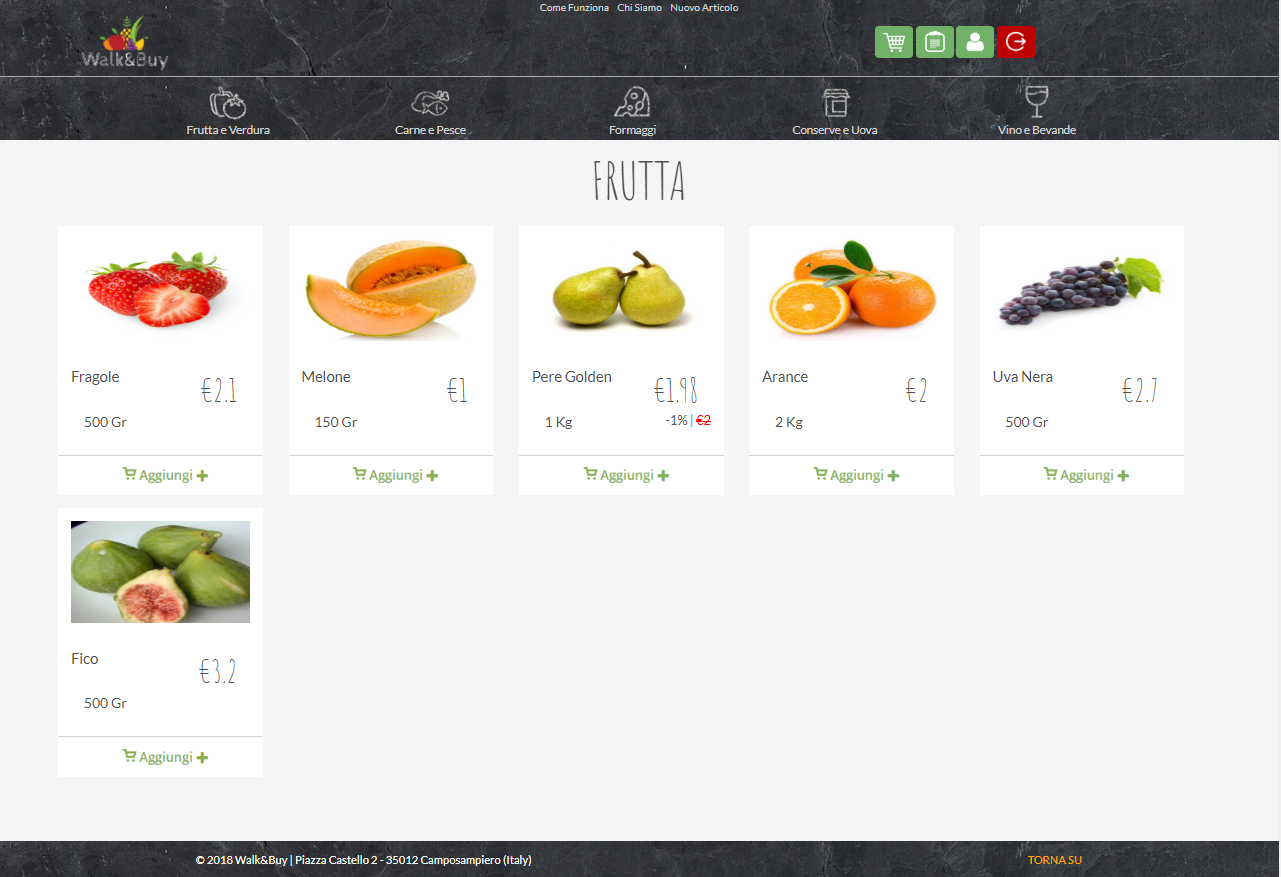 Come Funziona Chi Siamo Nuovo Articolo
Walk&Buy
Frutta e Verdura Carne e Pesce Formaggi Conserve e Uova Vino e Bevande
FRUTTA
Fragole €2.1
500 Gr
Aggiungi
Melone €1
150 Gr
Aggiungi
Pere Golden €1.98
1 Kg -1% | €2
Aggiungi
Arance €2
2 Kg
Aggiungi
Uva Nera €2.7
500 Gr
Aggiungi
Fico €3.2
500 Gr
Aggiungi
© 2018 Walk&Buy | Piazza Castello 2 - 35012 Camposampiero (Italy) TORNA SU